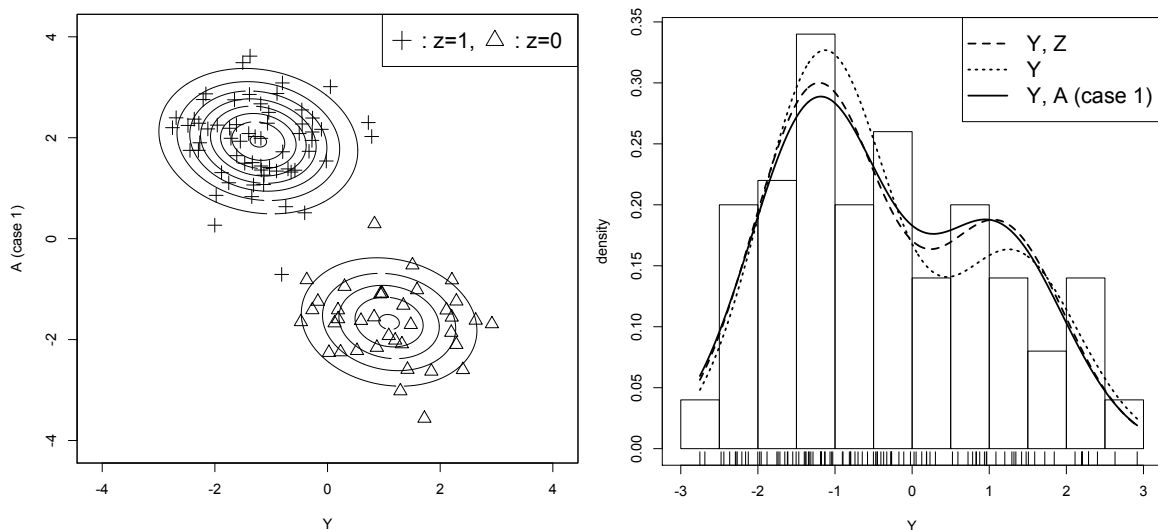 + : z=1, △ : z=0
4
2
0
-2
-4
A (case 1)
-4 -2 0 2 4
Y
Y, Z
Y
Y, A (case 1)
0.35
0.30
0.25
0.20
0.15
0.10
0.05
0.00
density
-3 -2 -1 0 1 2 3
Y